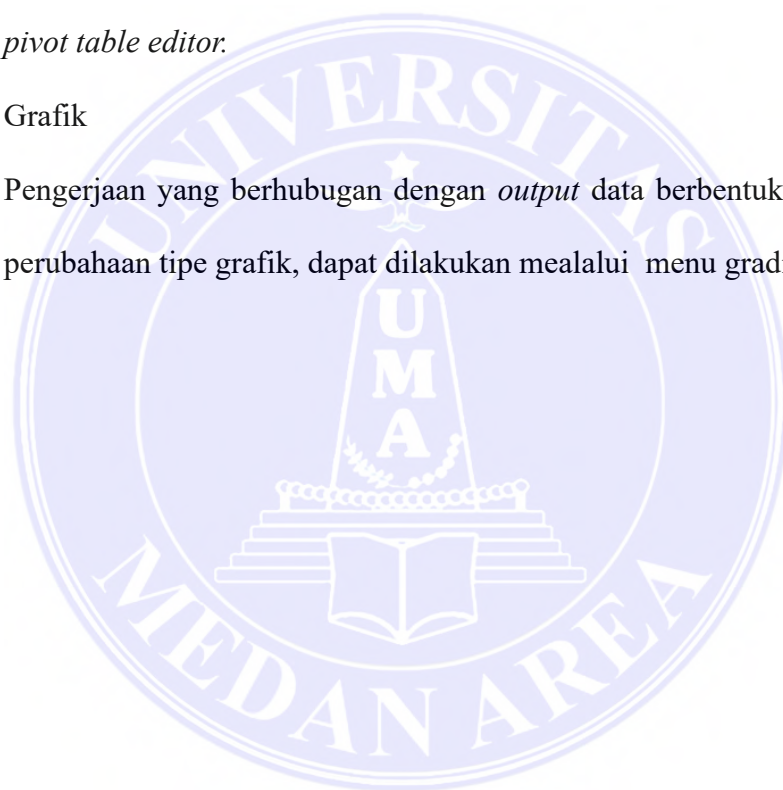 pivot table editor.
Grafik
Pengerjaan yang berhubugan dengan output data berbentuk
perubahaan tipe grafik, dapat dilakukan mealalui menu grad
UNIVERSITAS
U
M
A
MEDAN AREA